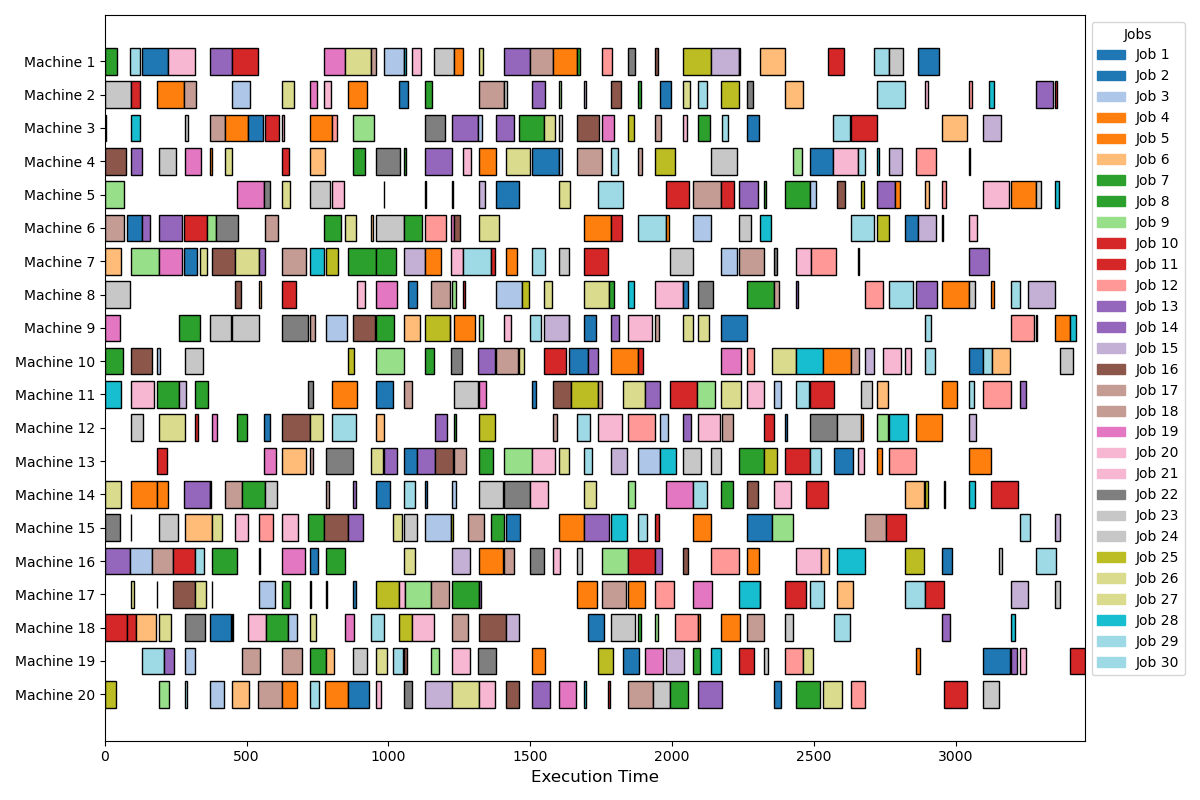 Machine 1
Machine 2
Machine 3
Machine 4
Machine 5
Machine 6
Machine 7
Machine 8
Machine 9
Machine 10
Machine 11
Machine 12
Machine 13
Machine 14
Machine 15
Machine 16
Machine 17
Machine 18
Machine 19
Machine 20
0 500 1000 1500 2000 2500 3000
Execution Time
Jobs
Job 1
Job 2
Job 3
Job 4
Job 5
Job 6
Job 7
Job 8
Job 9
Job 10
Job 11
Job 12
Job 13
Job 14
Job 15
Job 16
Job 17
Job 18
Job 19
Job 20
Job 21
Job 22
Job 23
Job 24
Job 25
Job 26
Job 27
Job 28
Job 29
Job 30